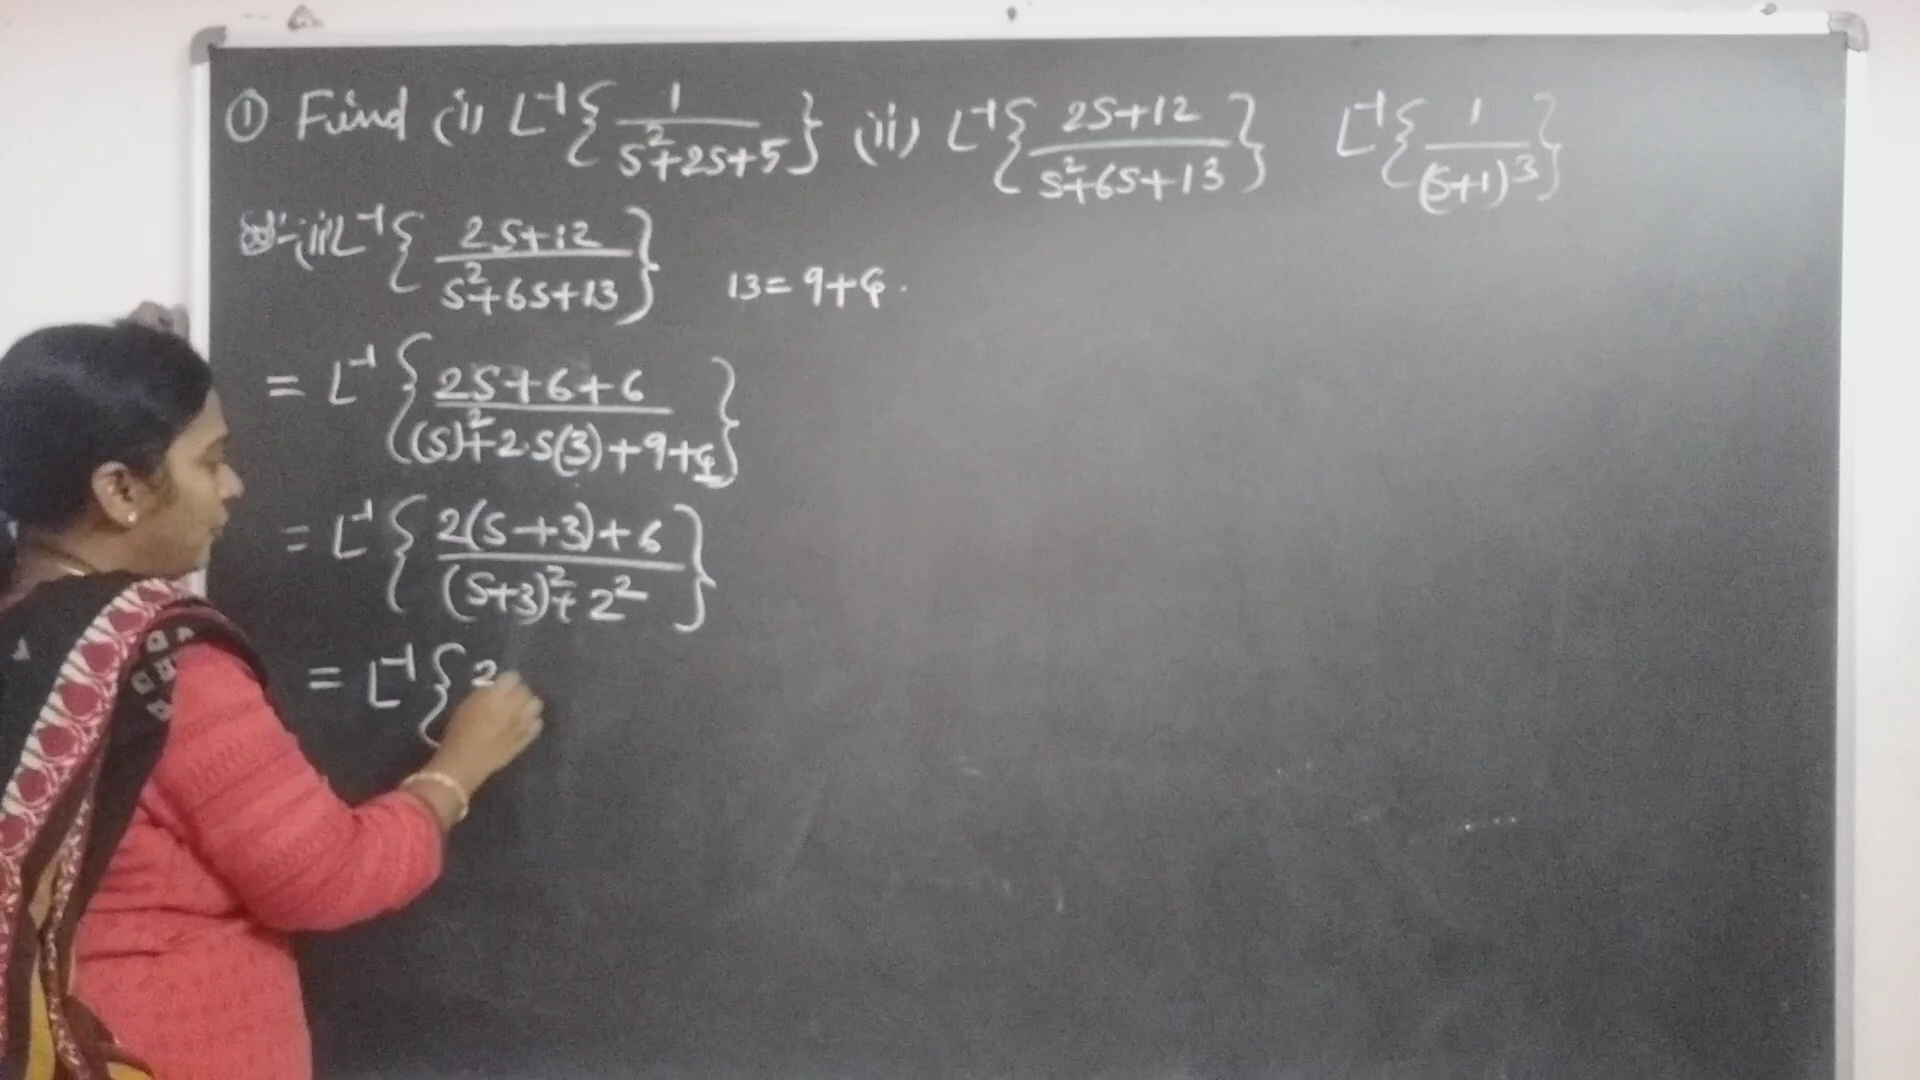 ① Find (i) L⁻¹{1/(s²+2s+5)} (ii) L⁻¹{2s+12/(s²+6s+13)} L⁻¹{1/(s+1)³}
Sol:- (ii) L⁻¹{2s+12/(s²+6s+13)} 13=9+4.
= L⁻¹{2s+6+6/((s)²+2.s(3)+9+4)}
= L⁻¹{2(s+3)+6/((s+3)²+2²)}
= L⁻¹{2